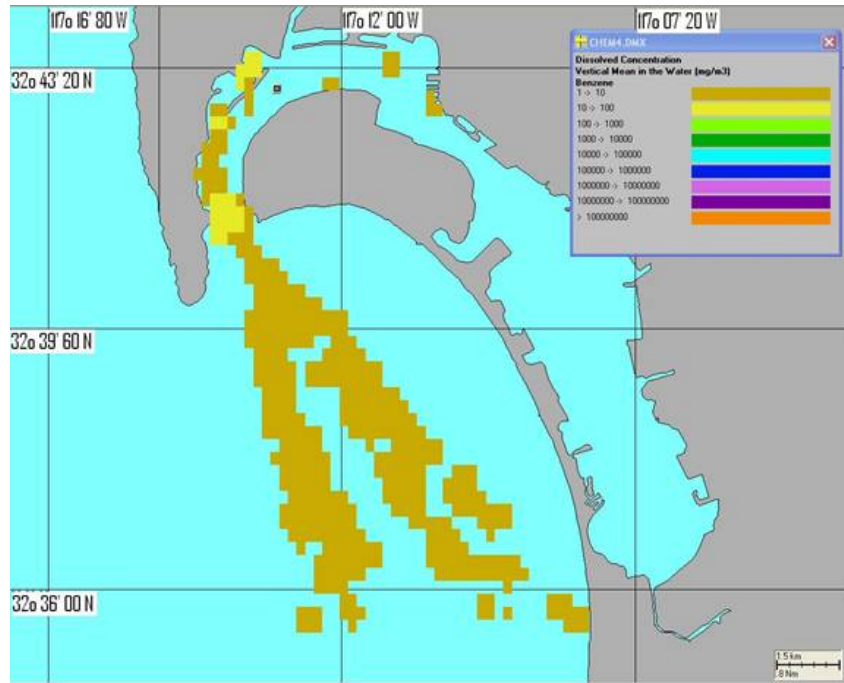 117o 16' 80 W
117o 12' 00 W
117o 07' 20 W
32o 43' 20 N
32o 39' 60 N
32o 36' 00 N
CHEM4.DMX
Dissolved Concentration
Vertical Mean in the Water (mg/m3)
Benzene
1 -> 10
10 -> 100
100 -> 1000
1000 -> 10000
10000 -> 100000
100000 -> 1000000
1000000 -> 10000000
10000000 -> 100000000
> 100000000
1.5 km
.8 Nm